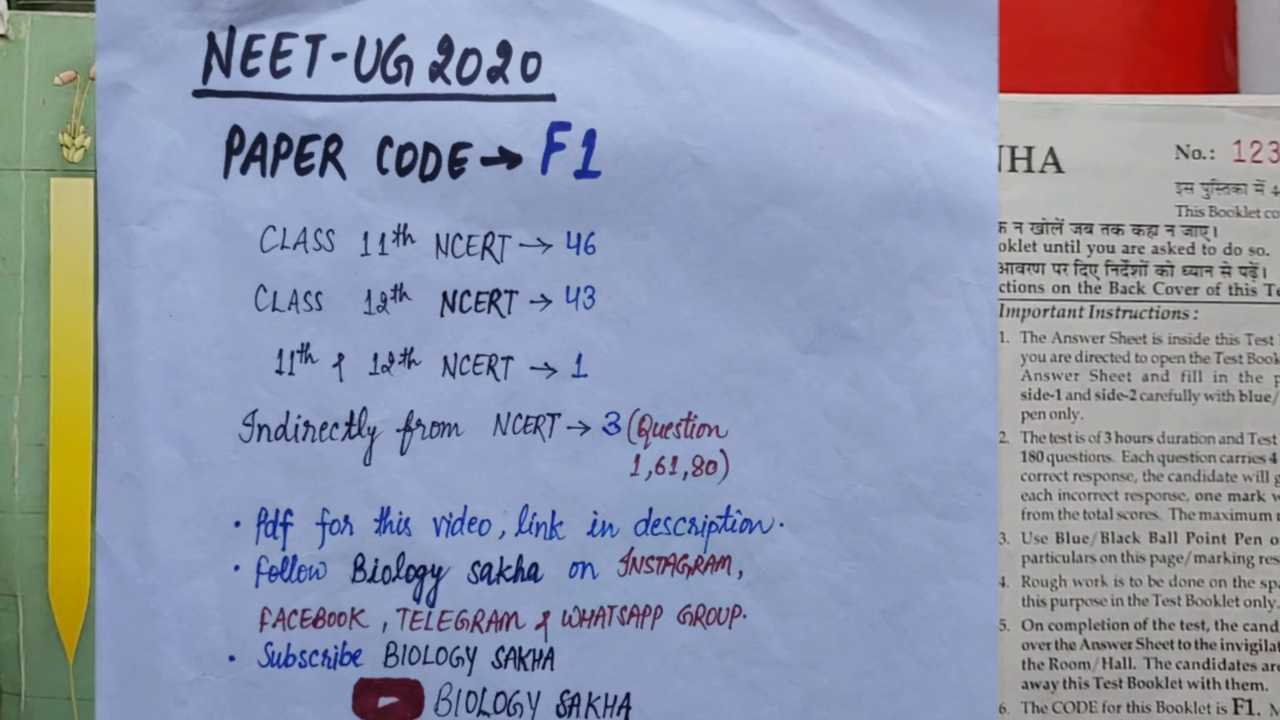 NEET-UG 2020
PAPER CODE → F1
CLASS 11th NCERT → 46
CLASS 12th NCERT → 43
11th & 12th NCERT → 1
Indirectly from NCERT → 3 (Question
1,61,80)
• Pdf for this video, link in description.
• Follow Biology sakha on INSTAGRAM,
FACEBOOK, TELEGRAM & WHATSAPP GROUP.
• Subscribe BIOLOGY SAKHA
BIOLOGY SAKHA
HA
No.: 123
इस पुस्तिका में 4
This Booklet co
न खोलें जब तक कहा न जाए।
oklet until you are asked to do so.
आवरण पर दिए निर्देशों को ध्यान से पढ़ें।
ctions on the Back Cover of this Te
Important Instructions :
1. The Answer Sheet is inside this Test
you are directed to open the Test Book
Answer Sheet and fill in the p
side-1 and side-2 carefully with blue/
pen only.
2. The test is of 3 hours duration and Test
180 questions. Each question carries 4
correct response, the candidate will g
each incorrect response, one mark w
from the total scores. The maximum
3. Use Blue/Black Ball Point Pen o
particulars on this page/marking res
4. Rough work is to be done on the sp
this purpose in the Test Booklet only.
5. On completion of the test, the cand
over the Answer Sheet to the invigilat
the Room/Hall. The candidates are
away this Test Booklet with them.
6. The CODE for this Booklet is F1.